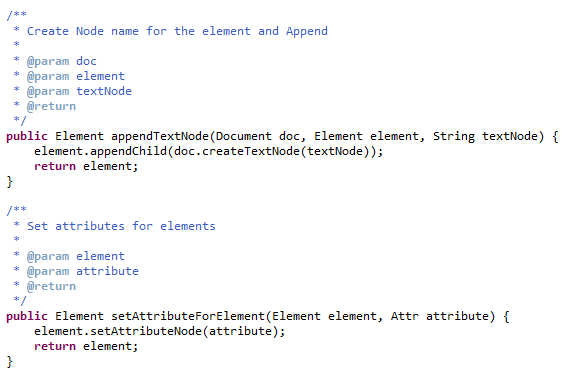 /**
 * Create Node name for the element and Append
 *
 * @param doc
 * @param element
 * @param textNode
 * @return
 */
public Element appendTextNode(Document doc, Element element, String textNode) {
    element.appendChild(doc.createTextNode(textNode));
    return element;
}

/**
 * Set attributes for elements
 *
 * @param element
 * @param attribute
 * @return
 */
public Element setAttributeForElement(Element element, Attr attribute) {
    element.setAttributeNode(attribute);
    return element;
}